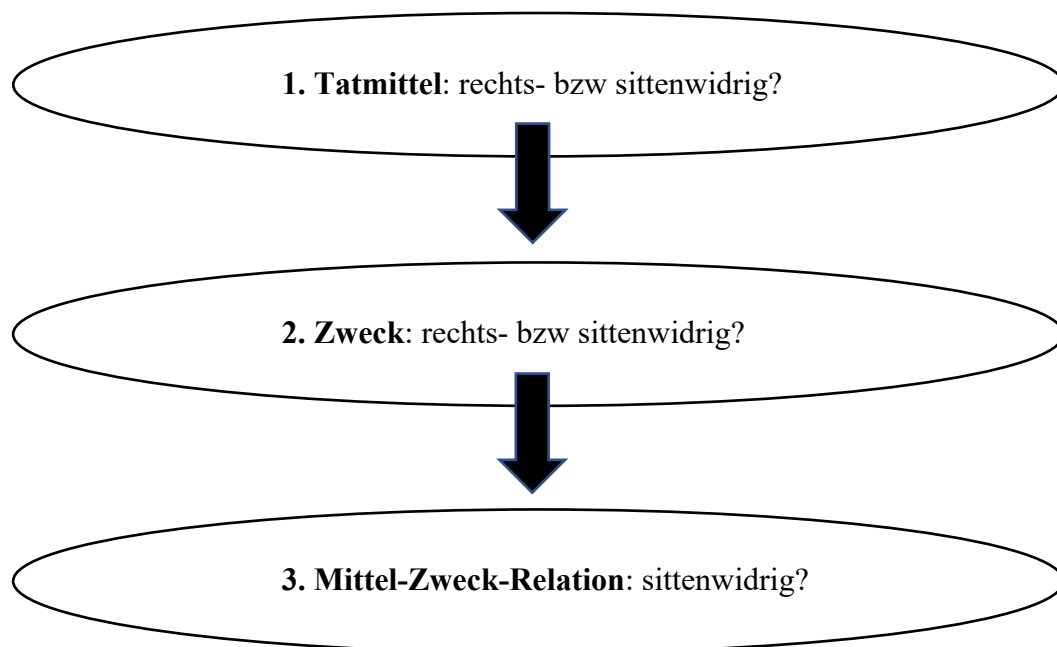 1. Tatmittel: rechts- bzw sittenwidrig?
2. Zweck: rechts- bzw sittenwidrig?
3. Mittel-Zweck-Relation: sittenwidrig?